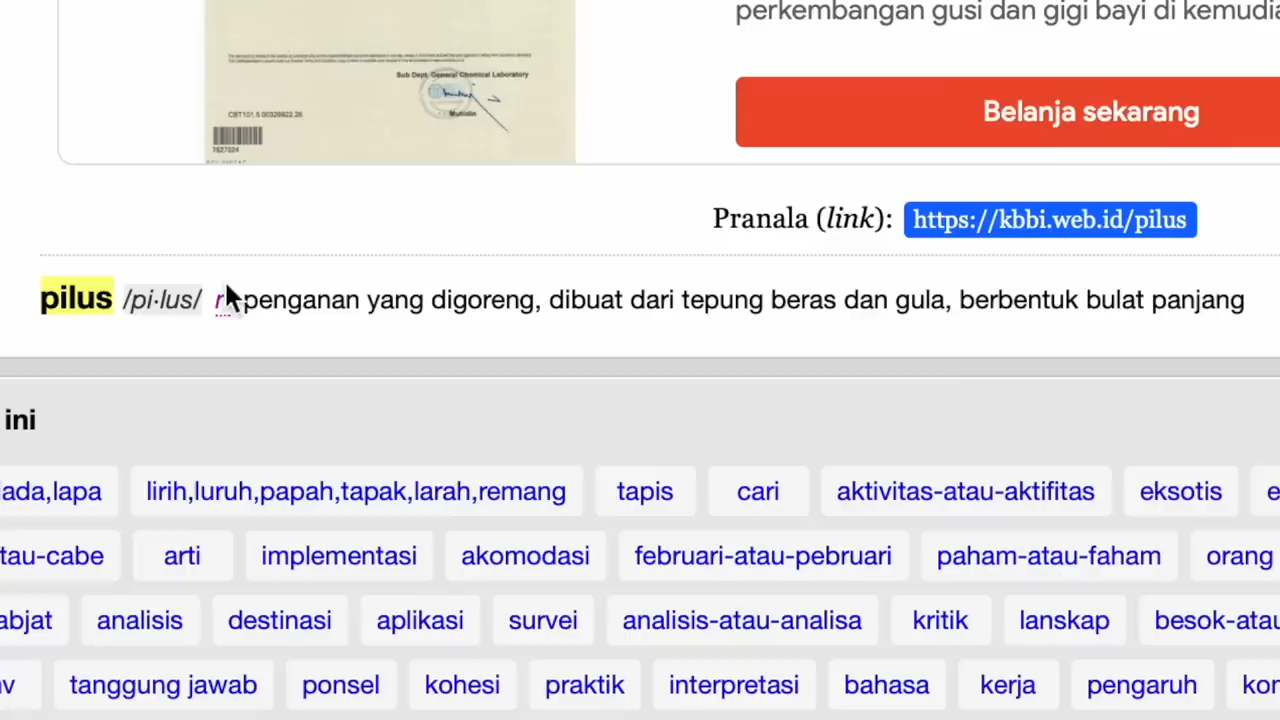 perkembangan gusi dan gigi bayi di
Sub Dept. General Chemical Laboratory
Muhidin
Belanja sekarang
Pranala (link): https://kbbi.web.id/pilus
pilus /pi·lus/ penganan yang digoreng, dibuat dari tepung beras dan gula, berbentuk bulat panjang
ini
lapa lirih,luruh,papah,tapak,larah,remang tapis cari aktivitas-atau-aktifitas eksotis
tau-cabe arti implementasi akomodasi februari-atau-pebruari paham-atau-faham orang
abjat analisis destinasi aplikasi survei analisis-atau-analisa kritik lanskap besok-atau
tanggung jawab ponsel kohesi praktik interpretasi bahasa kerja pengaruh